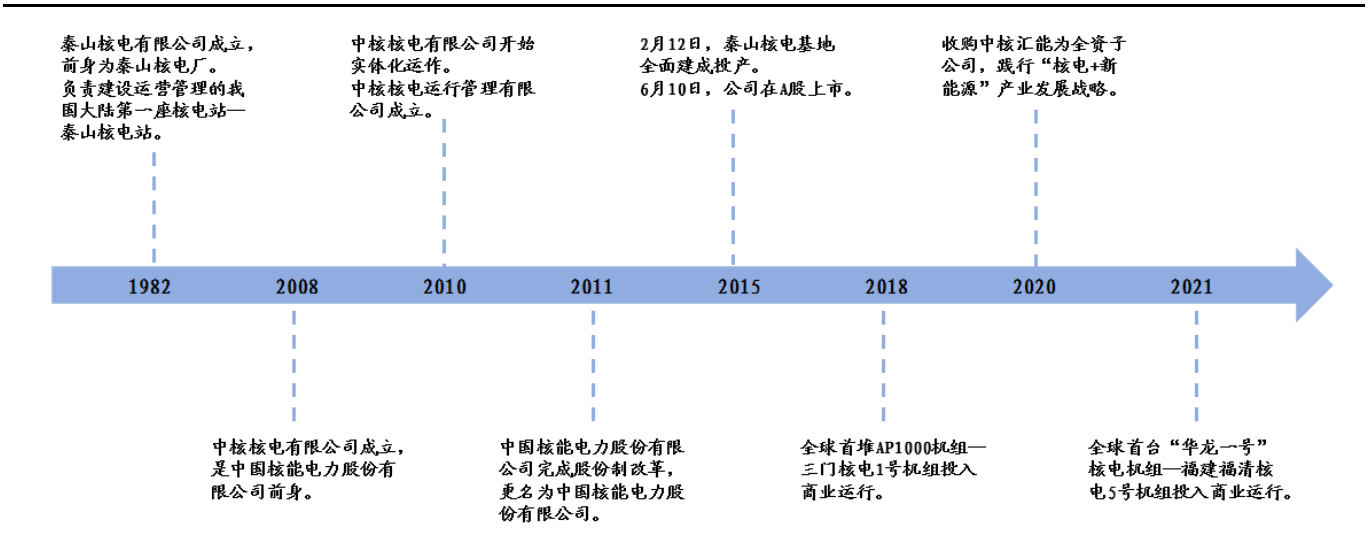 秦山核电有限公司成立，
前身为秦山核电厂。
负责建设运营管理的我
国大陆第一座核电站—
秦山核电站。
中核核电有限公司开始
实体化运作。
中核核电运行管理有限
公司成立。
2月12日，秦山核电基地
全面建成投产。
6月10日，公司在A股上市。
收购中核汇能为全资子
公司，践行“核电+新
能源”产业发展战略。
1982
2008
2010
2011
2015
2018
2020
2021
中核核电有限公司成立，
是中国核能电力股份有
限公司前身。
中国核能电力股份有限
公司完成股份制改革，
更名为中国核能电力股
份有限公司。
全球首堆AP1000机组—
三门核电1号机组投入
商业运行。
全球首台“华龙一号”
核电机组—福建福清核
电5号机组投入商业运行。